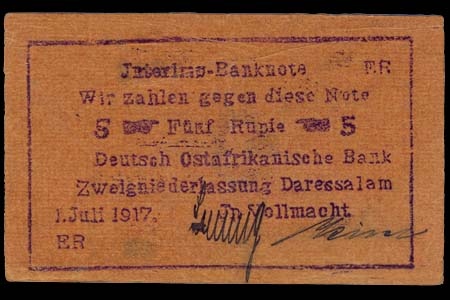 Interims-Banknote ER
Wir zahlen gegen diese Note
5 Fünf Rupie 5
Deutsch Ostafrikanische Bank
Zweigniederlassung Daressalam
1.Juli 1917. In Vollmacht
ER